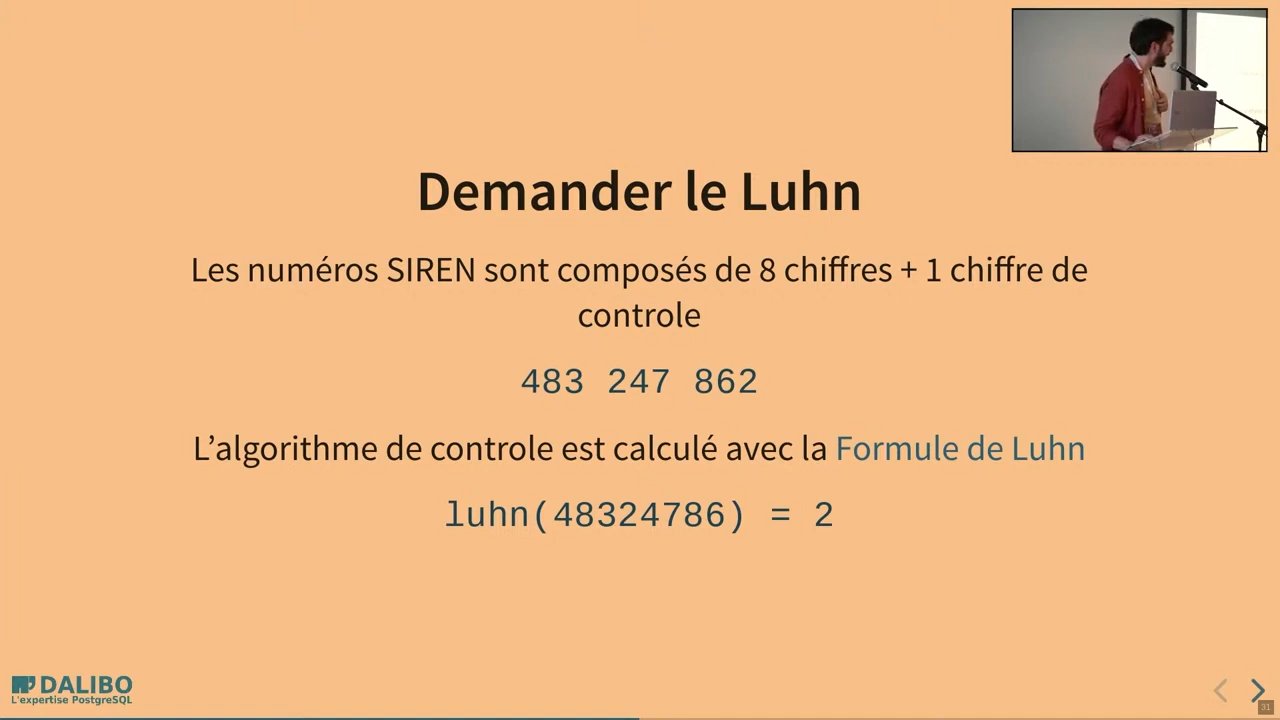 Demander le Luhn
Les numéros SIREN sont composés de 8 chiffres + 1 chiffre de
controle
483 247 862
L’algorithme de controle est calculé avec la Formule de Luhn
luhn(48324786) = 2
DALIBO
L'expertise PostgreSQL
31